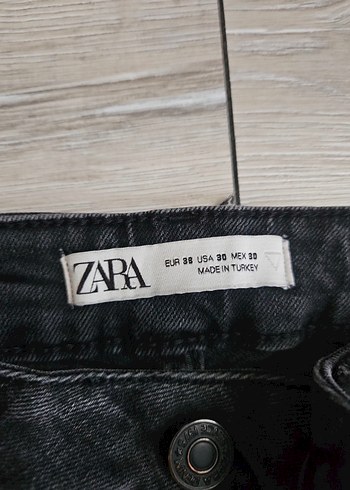 ZARA
EUR 38 USA 30 MEX 30
MADE IN TURKEY